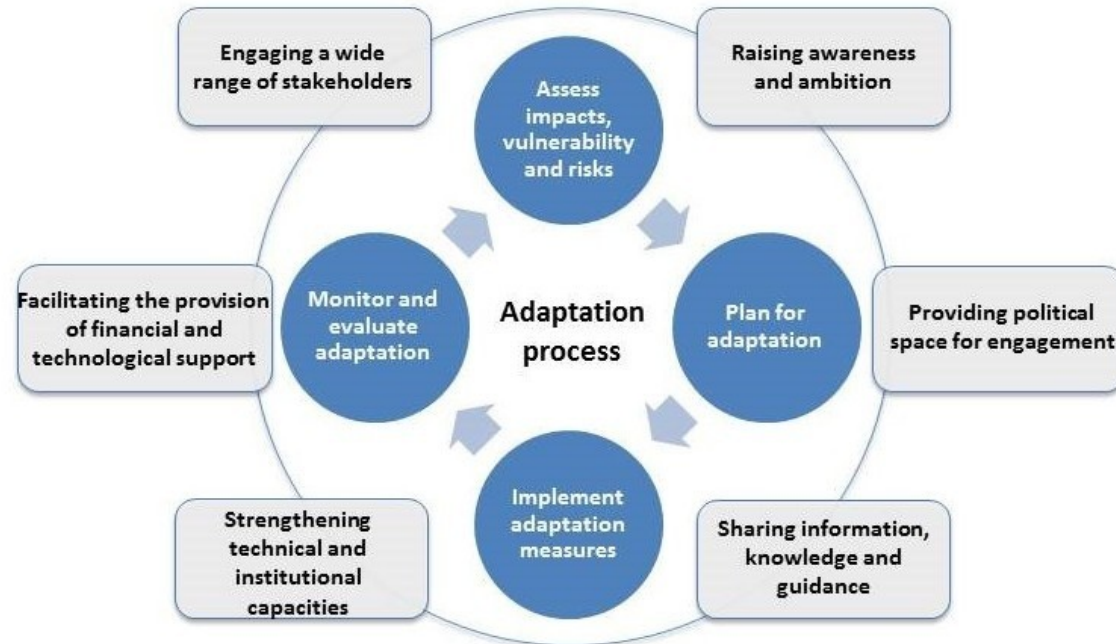 Engaging a wide
range of stakeholders
Raising awareness
and ambition
Assess
impacts,
vulnerability
and risks
Facilitating the provision
of financial and
technological support
Monitor and
evaluate
adaptation
Adaptation
process
Plan for
adaptation
Providing political
space for engagement
Strengthening
technical and
institutional
capacities
Implement
adaptation
measures
Sharing information,
knowledge and
guidance